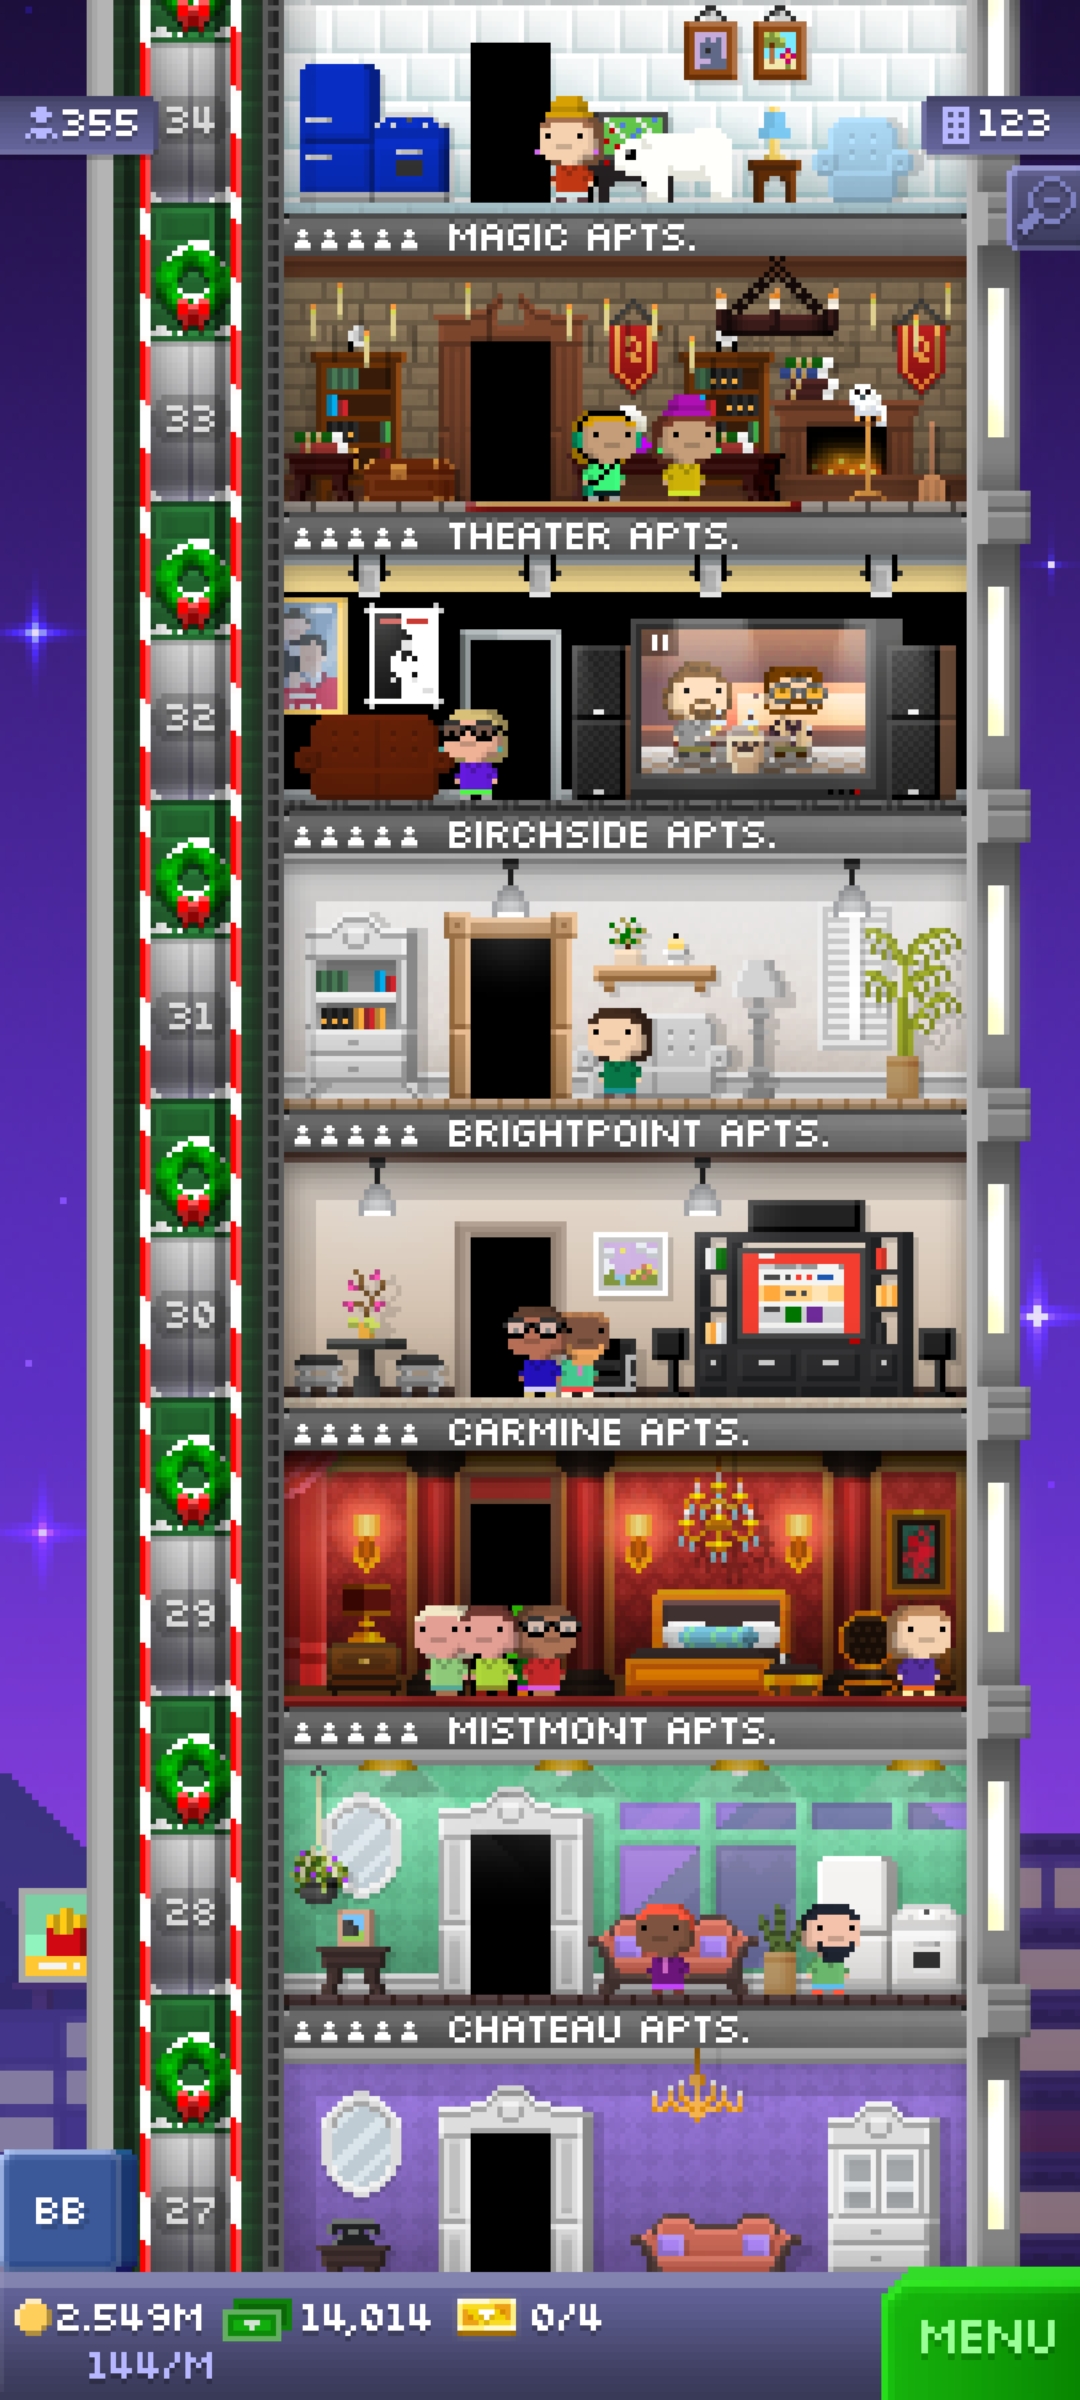 34
355
123
MAGIC APTS.
33
THEATER APTS.
32
BIRCHSIDE APTS.
31
BRIGHTPOINT APTS.
30
CARMINE APTS.
29
MISTMONT APTS.
28
CHATEAU APTS.
27
BB
2.549M 14,014 0/4
144/M
MENU